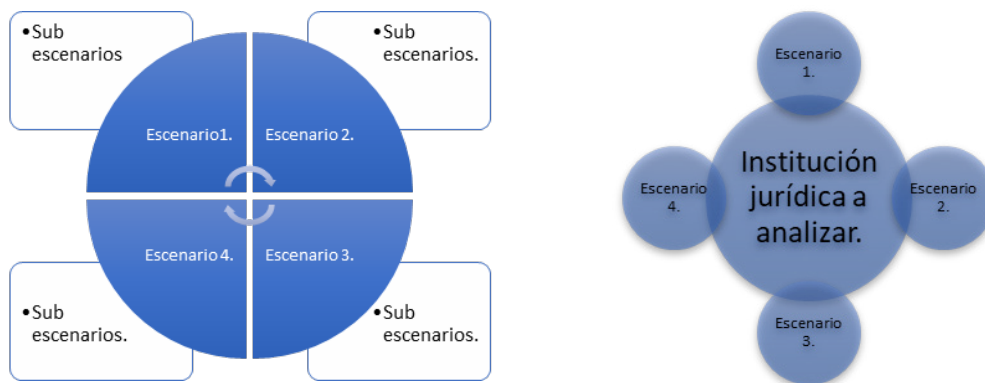 •Sub
escenarios
•Sub
escenarios.
Escenario1.
Escenario 2.
Escenario 4.
Escenario 3.
•Sub
escenarios.
•Sub
escenarios.
Escenario
1.
Institución
jurídica a
analizar.
Escenario
4.
Escenario
2.
Escenario
3.